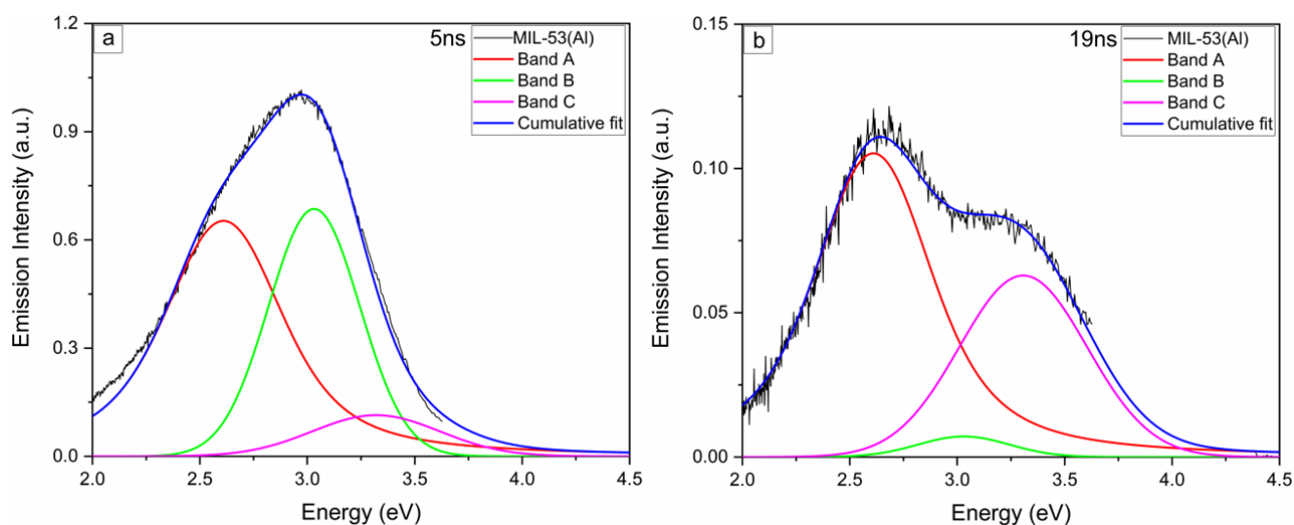 a
5ns
MIL-53(Al)
Band A
Band B
Band C
Cumulative fit
1.2
0.9
0.6
0.3
0.0
Emission Intensity (a.u.)
2.0 2.5 3.0 3.5 4.0 4.5
Energy (eV)
b
19ns
MIL-53(Al)
Band A
Band B
Band C
Cumulative fit
0.15
0.10
0.05
0.00
Emission Intensity (a.u.)
2.0 2.5 3.0 3.5 4.0 4.5
Energy (eV)